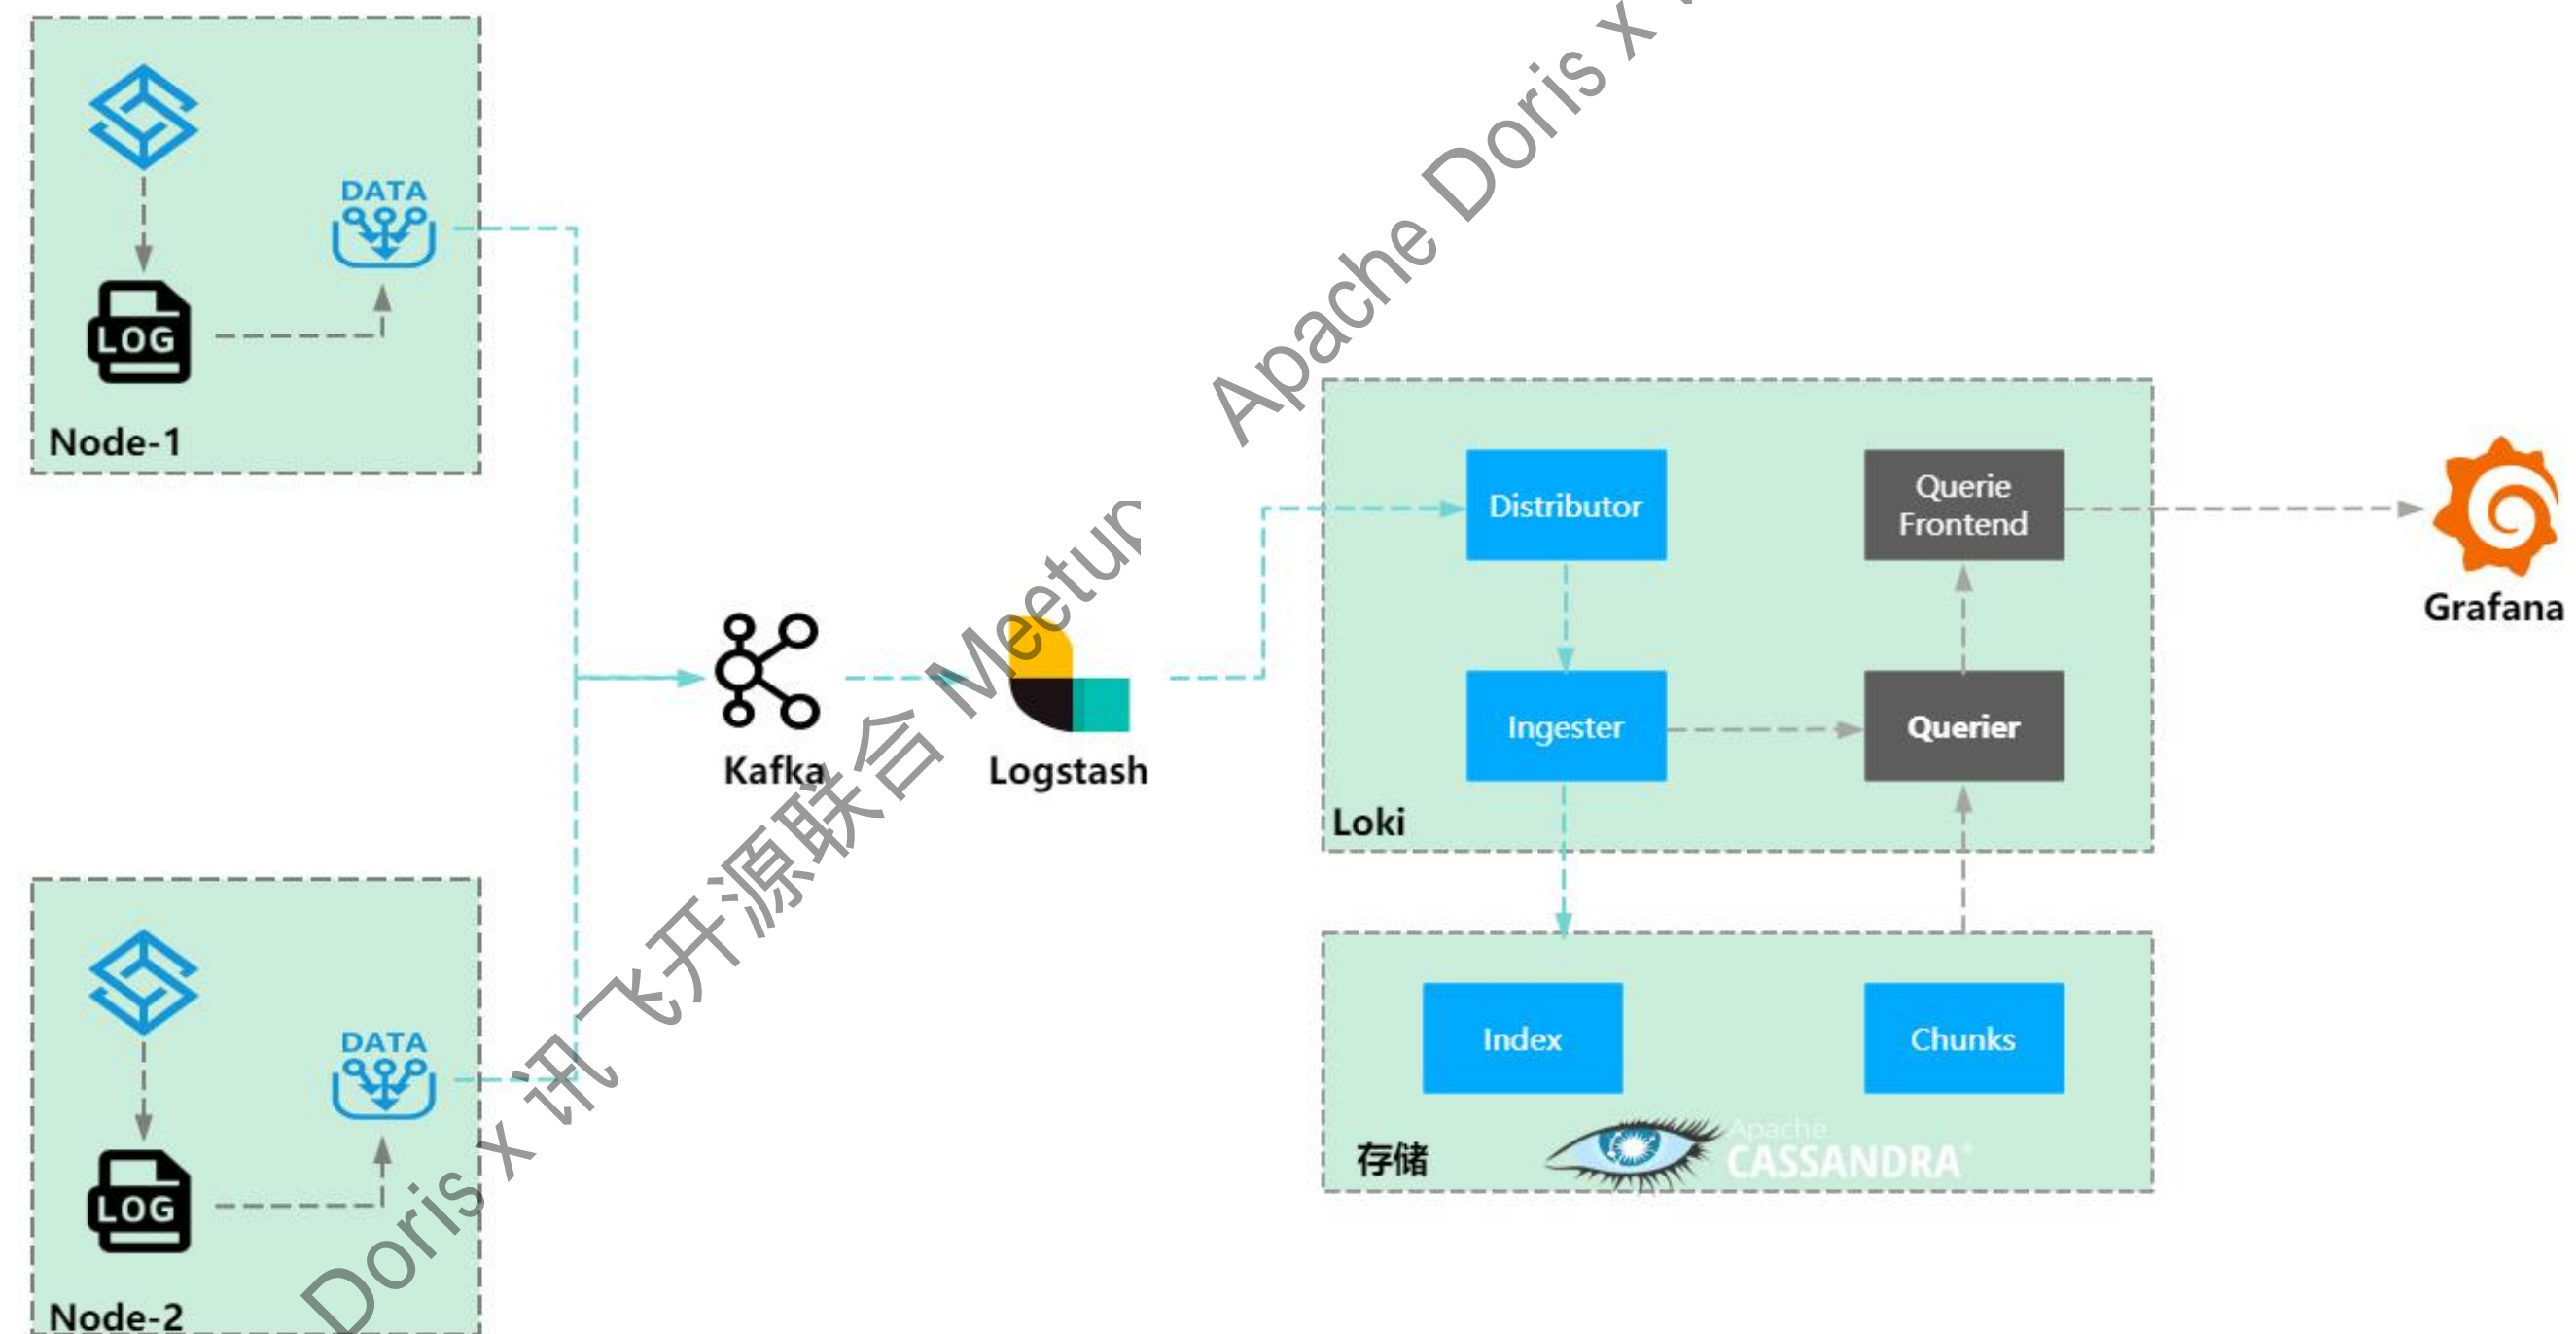 DATA
LOG
Node-1
Apache Doris x
Distributor
Querie
Frontend
Grafana
Kafka
Logstash
Ingester
Querier
Loki
DATA
LOG
Node-2
Index
Chunks
存储
Apache
CASSANDRA
Doris x 讯飞开源联合 Meetup